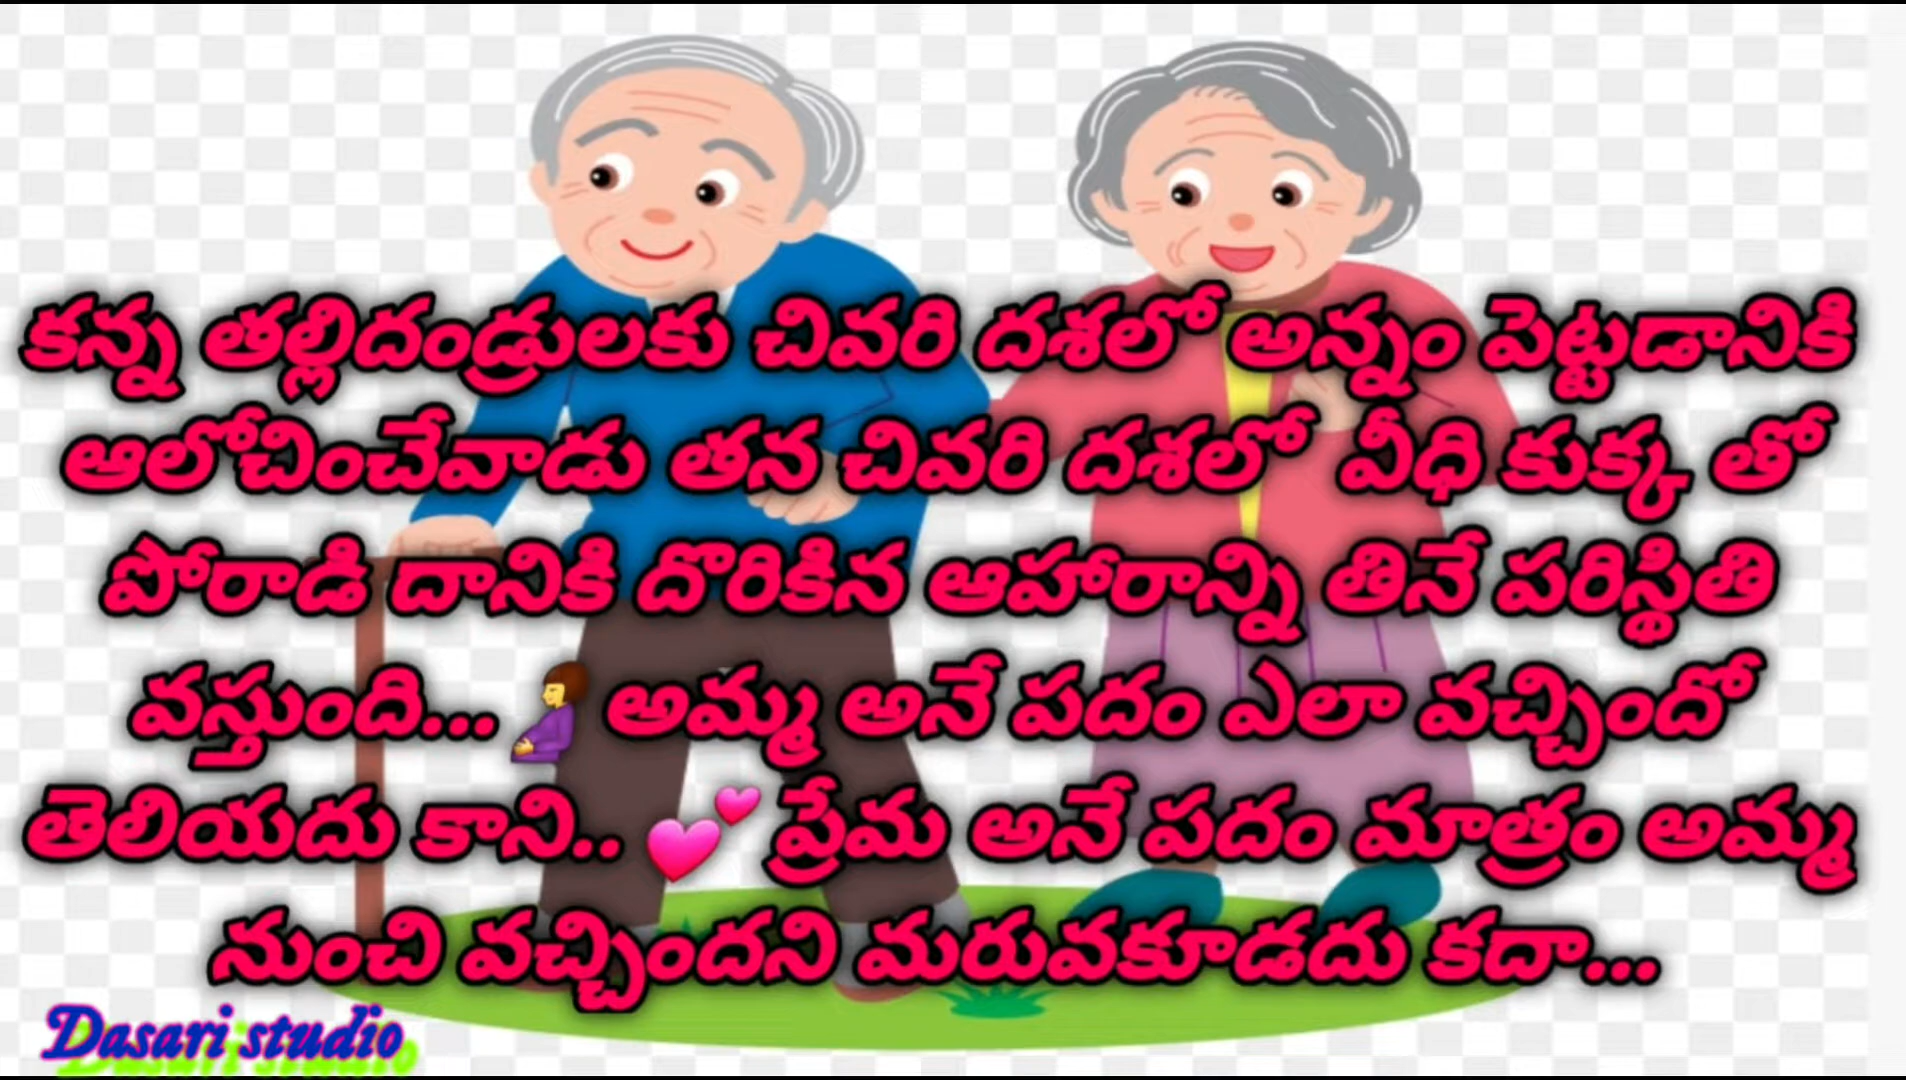 కన్న తల్లిదండ్రులకు చివరి దశలో అన్నం పెట్టడానికి
ఆలోచించేవాడు తన చివరి దశలో వీధి కుక్క తో
పోరాడి దానికి దొరికిన ఆహారాన్ని తినే పరిస్థితి
వస్తుంది...🤰 అమ్మ అనే పదం ఎలా వచ్చిందో
తెలియదు కాని.. 💕 ప్రేమ అనే పదం మాత్రం అమ్మ
నుంచి వచ్చిందని మరువకూడదు కదా...
Dasari studio